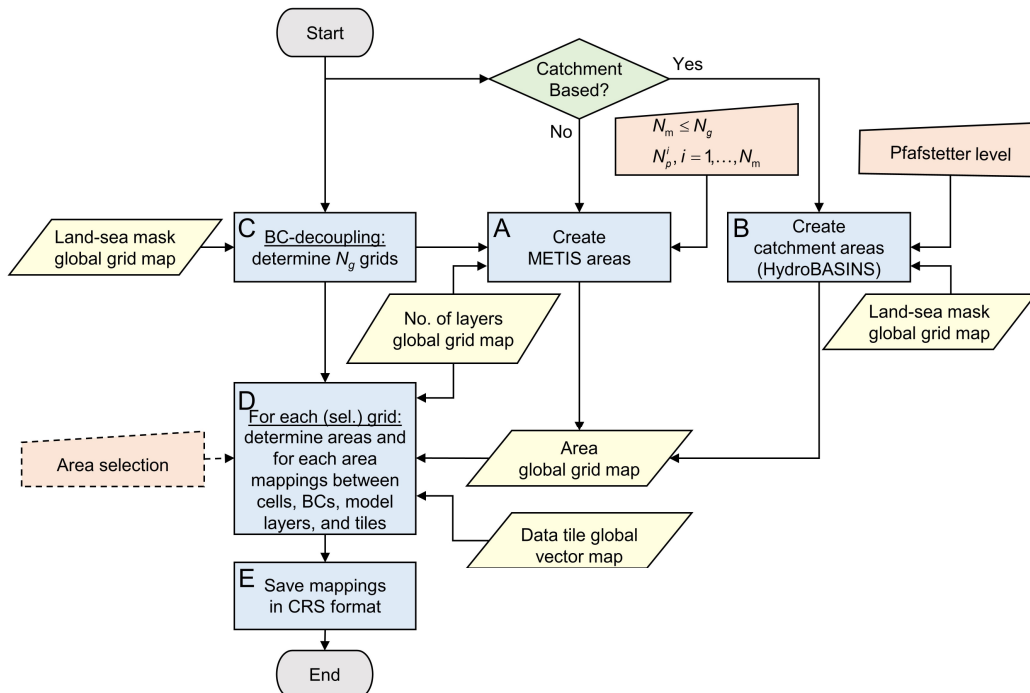 Start
Catchment
Based?
Yes
No
N_m ≤ N_g
N_p^i, i = 1,…, N_m
Pfafstetter level
Land-sea mask
global grid map
C
BC-decoupling:
determine N_g grids
A
Create
METIS areas
B
Create
catchment areas
(HydroBASINS)
No. of layers
global grid map
Land-sea mask
global grid map
D
For each (sel.) grid:
determine areas and
for each area
mappings between
cells, BCs, model
layers, and tiles
Area selection
Area
global grid map
Data tile global
vector map
E
Save mappings
in CRS format
End